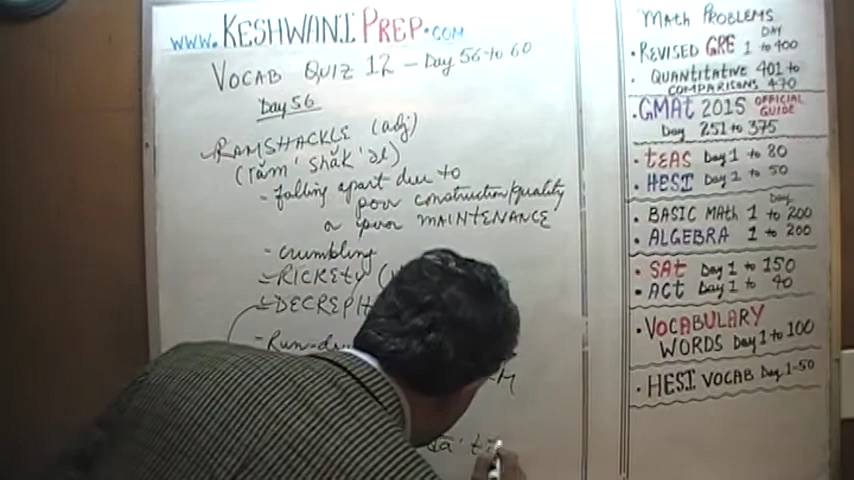 www.KESHWANIPREP.COM
VOCAB QUIZ 12 - Day 56 to 60
Day 56
RAMSHACKLE (adj)
(răm' shăk' əl)
- falling apart due to
poor construction/quality
or poor MAINTENANCE
- crumbling
- RICKETY (
- DECREPIT
- Run-do
tā' t
MATH PROBLEMS
DAY
• REVISED GRE 1 to 400
• QUANTITATIVE 401 to
COMPARISONS 470
• GMAT 2015 OFFICIAL GUIDE
Day 251 to 375
• TEAS Day 1 to 80
• HESI Day 1 to 50
Day
• BASIC MATH 1 to 200
• ALGEBRA 1 to 200
• SAT Day 1 to 150
• ACT Day 1 to 40
• VOCABULARY
WORDS Day 1 to 100
• HESI VOCAB Day 1-50